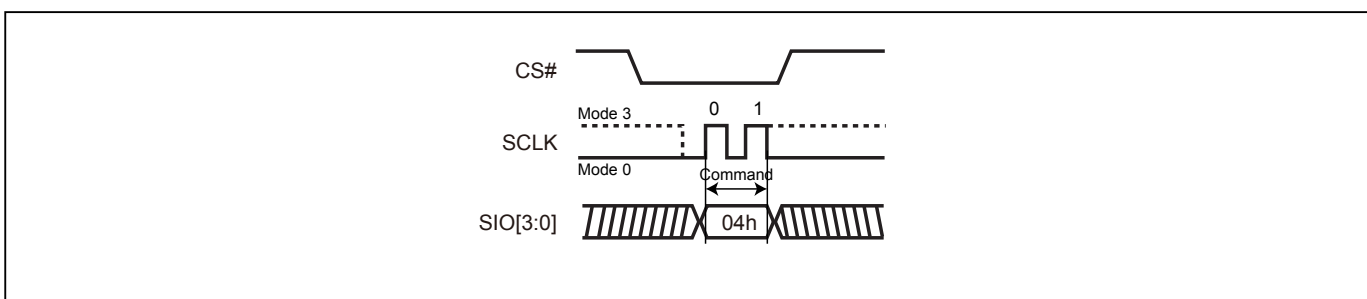 CS#
Mode 3 0 1
SCLK
Mode 0
Command
SIO[3:0] 04h